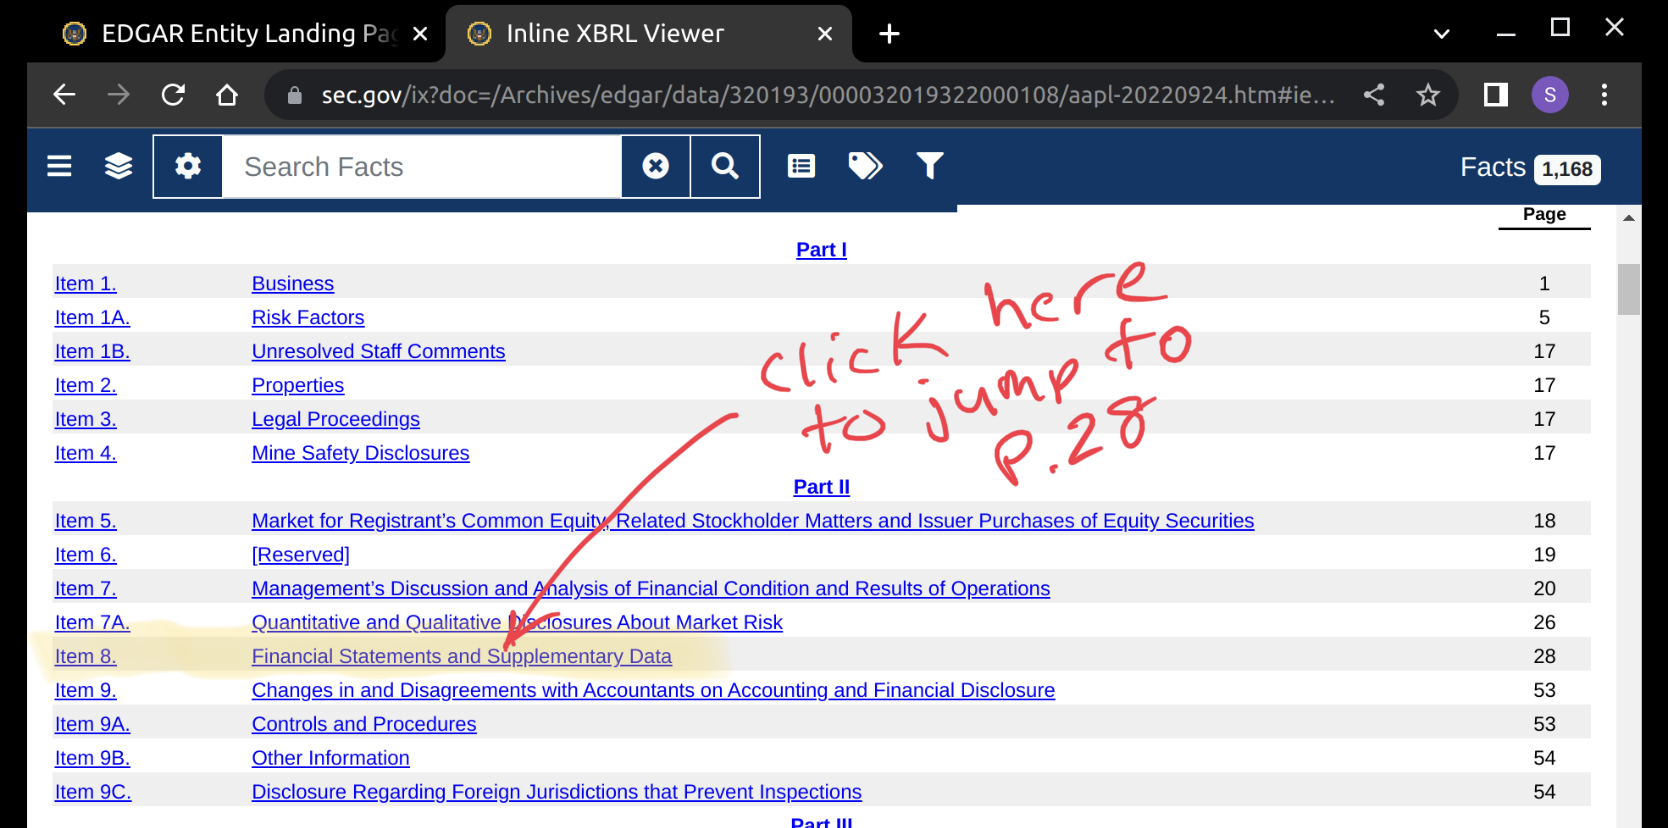 EDGAR Entity Landing Pag
Inline XBRL Viewer
sec.gov/ix?doc=/Archives/edgar/data/320193/000032019322000108/aapl-20220924.htm#ie...
S
Search Facts
Facts 1,168
Page
Part I
Item 1. Business 1
Item 1A. Risk Factors 5
Item 1B. Unresolved Staff Comments 17
Item 2. Properties 17
Item 3. Legal Proceedings 17
Item 4. Mine Safety Disclosures 17
click here
to jump to
p.28
Part II
Item 5. Market for Registrant’s Common Equity, Related Stockholder Matters and Issuer Purchases of Equity Securities 18
Item 6. [Reserved] 19
Item 7. Management’s Discussion and Analysis of Financial Condition and Results of Operations 20
Item 7A. Quantitative and Qualitative Disclosures About Market Risk 26
Item 8. Financial Statements and Supplementary Data 28
Item 9. Changes in and Disagreements with Accountants on Accounting and Financial Disclosure 53
Item 9A. Controls and Procedures 53
Item 9B. Other Information 54
Item 9C. Disclosure Regarding Foreign Jurisdictions that Prevent Inspections 54
Part III